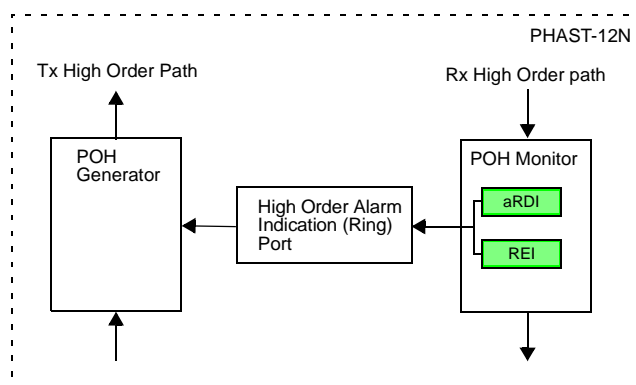 PHAST-12N
Tx High Order Path
Rx High Order path
POH
Generator
POH Monitor
aRDI
High Order Alarm
Indication (Ring)
Port
REI